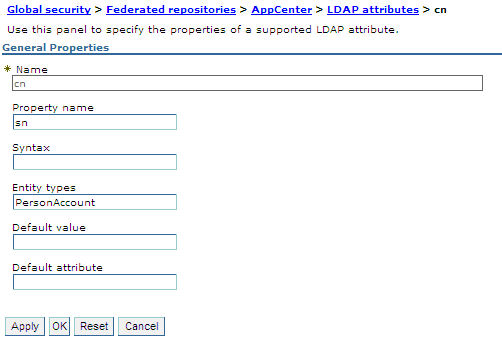 Global security > Federated repositories > AppCenter > LDAP attributes > cn
Use this panel to specify the properties of a supported LDAP attribute.
General Properties
* Name
cn
Property name
sn
Syntax
Entity types
PersonAccount
Default value
Default attribute
Apply OK Reset Cancel